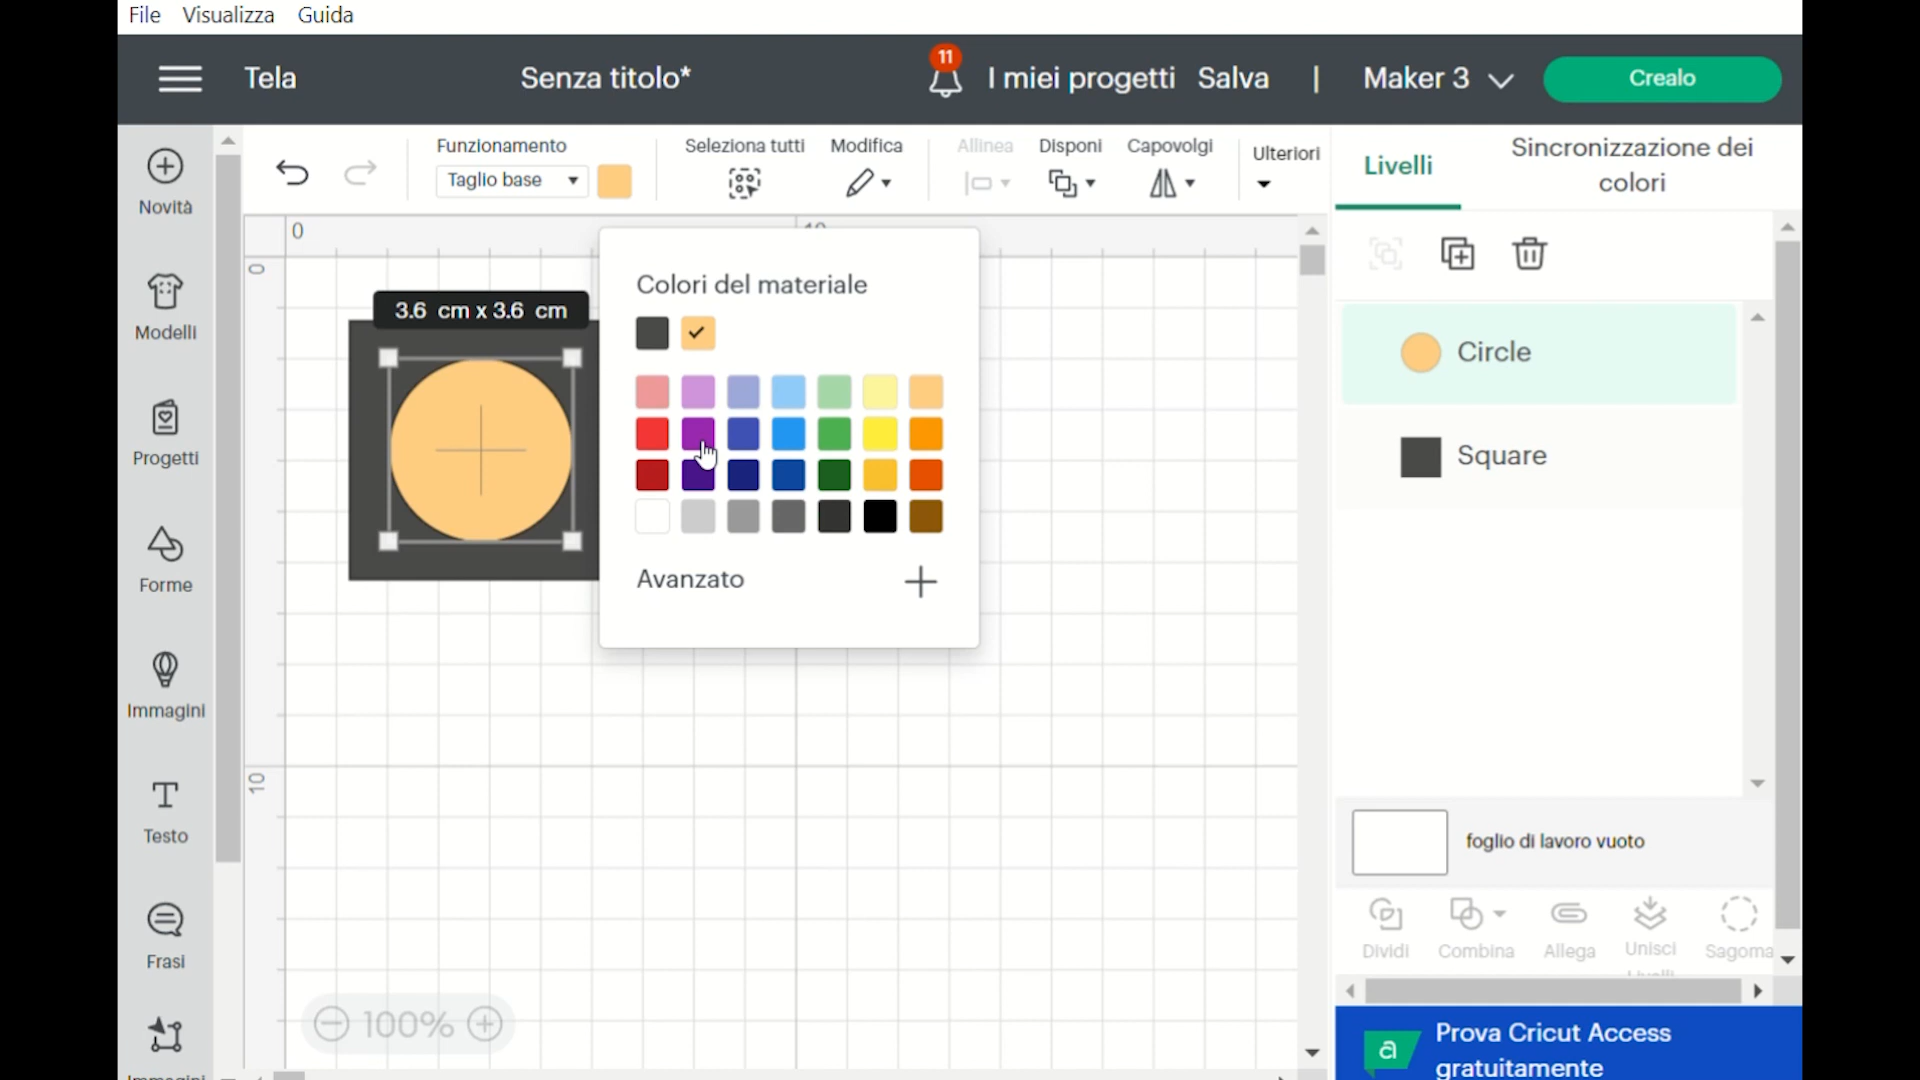 File Visualizza Guida
Tela Senza titolo* 11 I miei progetti Salva | Maker 3 Crealo
Funzionamento Seleziona tutti Modifica Allinea Disponi Capovolgi Ulteriori
Taglio base
Livelli
Sincronizzazione dei
colori
Novità
Modelli
Progetti
Forme
Immagini
Testo
Frasi
0
0
10
3.6 cm x 3.6 cm
Colori del materiale
Avanzato
100%
Circle
Square
foglio di lavoro vuoto
Dividi Combina Allega Unisci Sagoma
a
Prova Cricut Access
gratuitamente